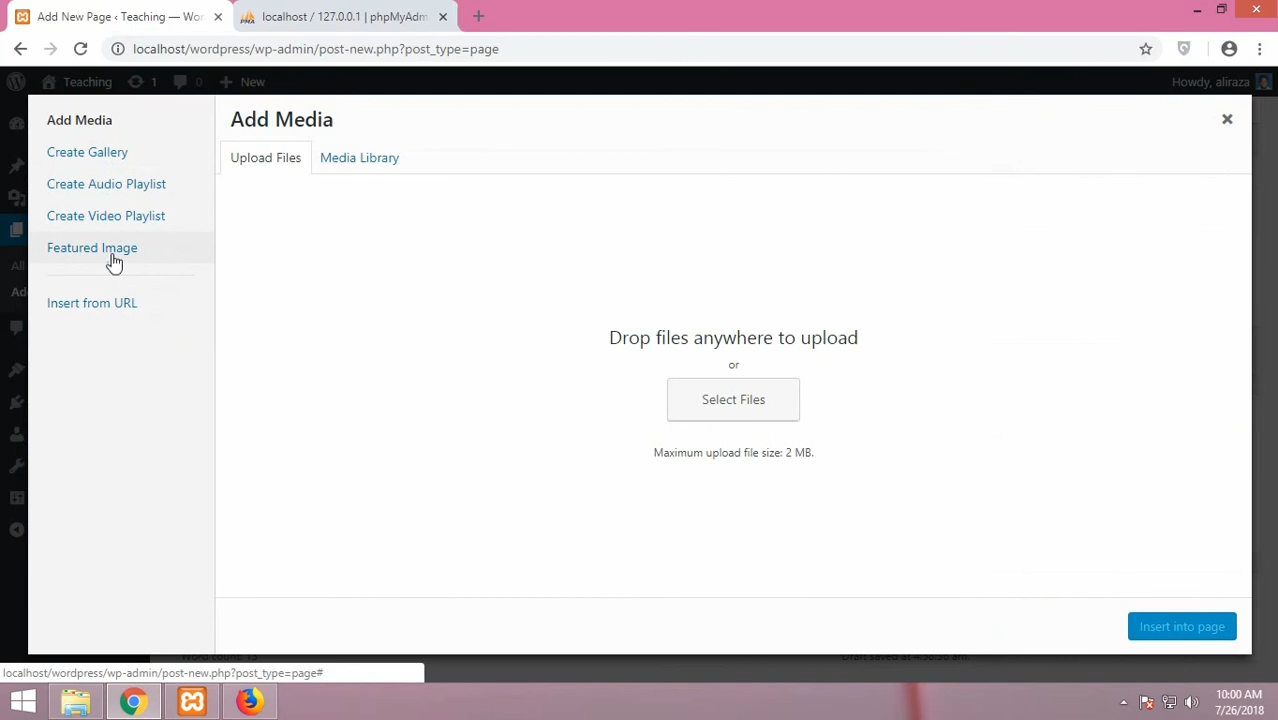 Add New Page ‹ Teaching — Wor
localhost / 127.0.0.1 | phpMyAdm
localhost/wordpress/wp-admin/post-new.php?post_type=page
Teaching
1
0
New
Howdy, aliraza
Add Media
Create Gallery
Create Audio Playlist
Create Video Playlist
Featured Image
Insert from URL
Add Media
Upload Files
Media Library
Drop files anywhere to upload
or
Select Files
Maximum upload file size: 2 MB.
Insert into page
All
Ad
localhost/wordpress/wp-admin/post-new.php?post_type=page#
10:00 AM
7/26/2018